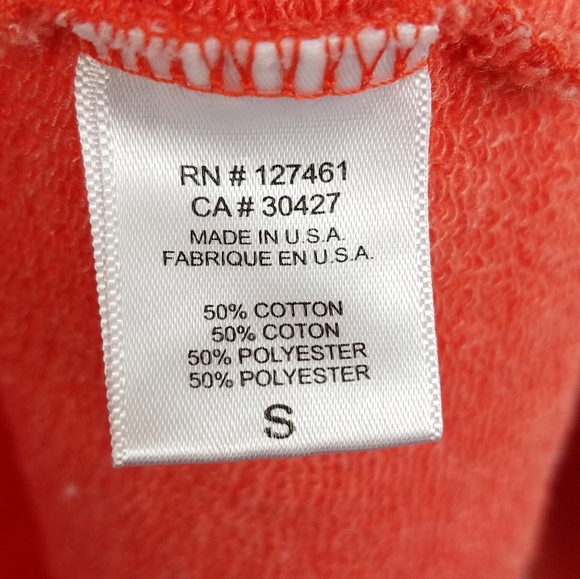 RN # 127461
CA # 30427
MADE IN U.S.A.
FABRIQUE EN U.S.A.
50% COTTON
50% COTON
50% POLYESTER
50% POLYESTER
S